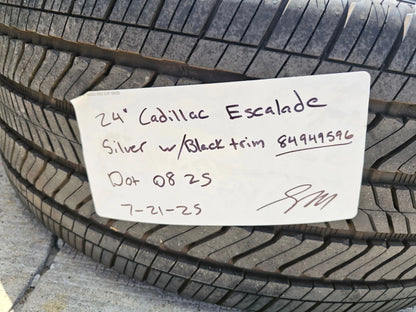 24" Cadillac Escalade
Silver w/Black trim 84949596
Dot 08 25
7-21-25